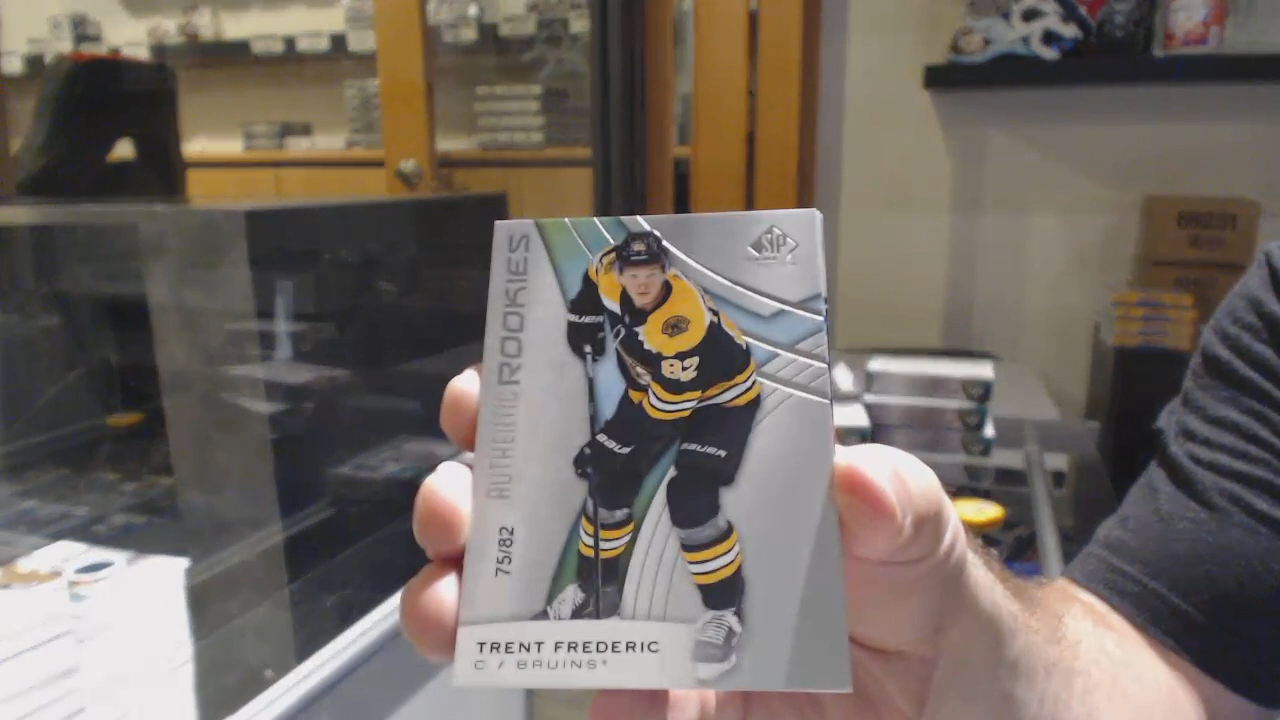 SP
AUTHENTIC ROOKIES
75/82
82
BAUER
BAUER
TRENT FREDERIC
C / BRUINS